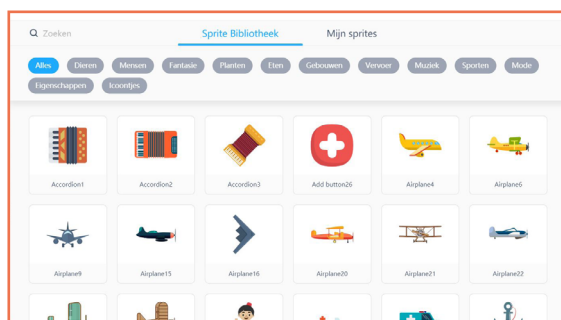 Zoeken Sprite Bibliotheek Mijn sprites
Alles Dieren Mensen Fantasie Planten Eten Gebouwen Vervoer Muziek Sporten Mode
Eigenschappen Icoontjes
Accordion1 Accordion2 Accordion3 Add button26 Airplane4 Airplane6
Airplane9 Airplane15 Airplane16 Airplane20 Airplane21 Airplane22